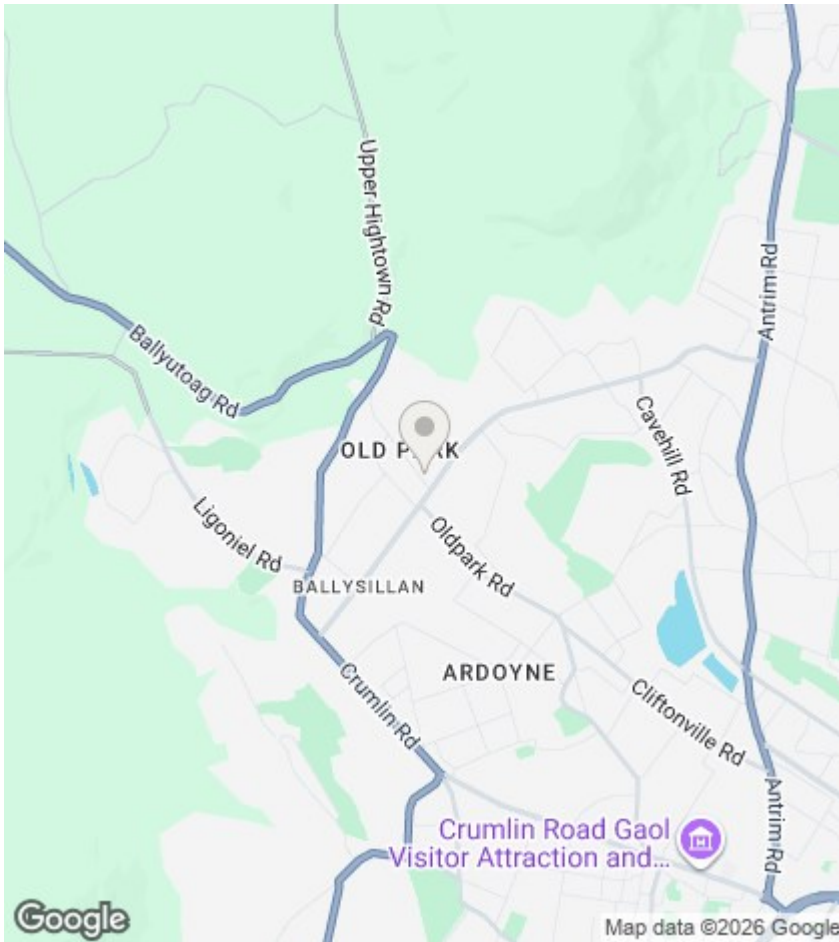 Upper Hightown Rd
Antrim Rd
Ballyutoag Rd
Cavehill Rd
OLD P RK
Ligoniel Rd
Oldpark Rd
BALLYSILLAN
ARDOYNE
Crumlin Rd
Cliftonville Rd
Antrim Rd
Crumlin Road Gaol
Visitor Attraction and...
Google
Map data ©2026 Google